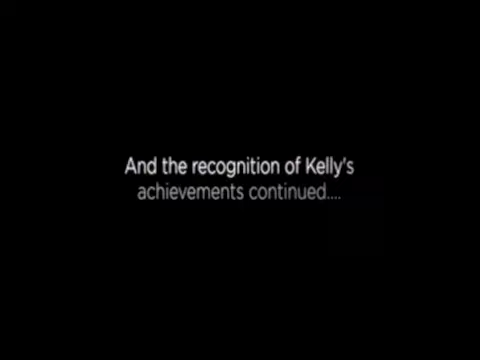 And the recognition of Kelly's
achievements continued....